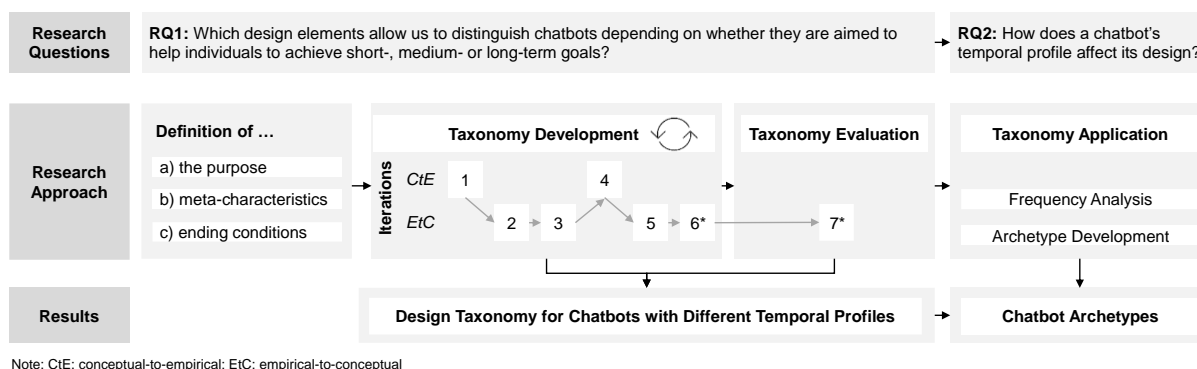 Research
Questions
RQ1: Which design elements allow us to distinguish chatbots depending on whether they are aimed to
help individuals to achieve short-, medium- or long-term goals?
RQ2: How does a chatbot's
temporal profile affect its design?
Research
Approach
Definition of …
a) the purpose
b) meta-characteristics
c) ending conditions
Taxonomy Development
Iterations
CtE
1
4
EtC
2
3
5
6*
Taxonomy Evaluation
7*
Taxonomy Application
Frequency Analysis
Archetype Development
Results
Design Taxonomy for Chatbots with Different Temporal Profiles
Chatbot Archetypes
Note: CtE: conceptual-to-empirical; EtC: empirical-to-conceptual